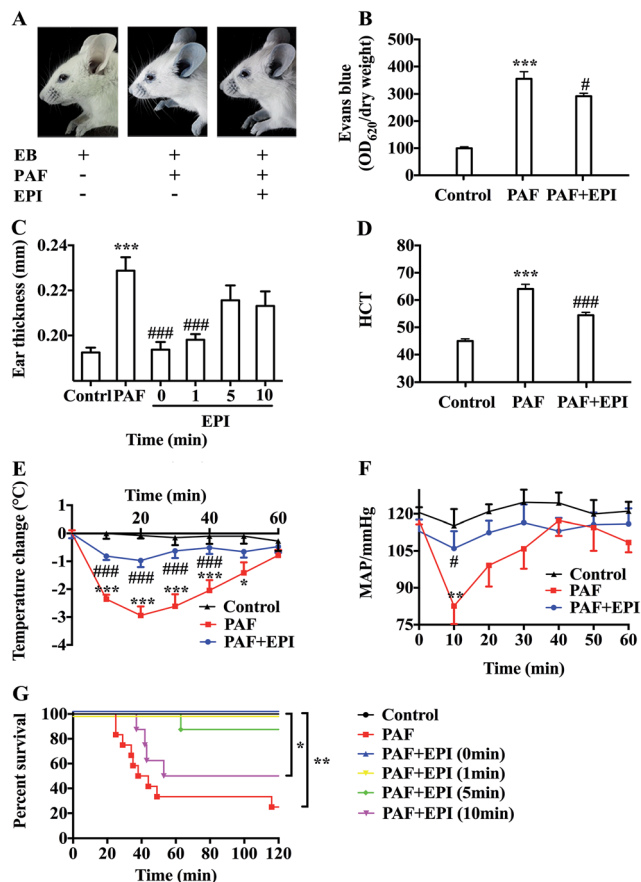 A
EB + + +
PAF - + +
EPI - - +
B
Evans blue
(OD620/dry weight)
500
400
300
200
100
0
***
#
Control PAF PAF+EPI
C
Ear thickness (mm)
0.24
0.22
0.20
***
###
###
Contrl PAF 0 1 5 10
EPI
Time (min)
D
HCT
90
80
70
60
50
40
30
***
###
Control PAF PAF+EPI
E
Time (min)
0 20 40 60
Temperature change (°C)
1
0
-1
-2
-3
-4
### ### ### ###
*** *** *** *** *
Control
PAF
PAF+EPI
F
MAP/mmHg
120
105
90
75
#
**
Control
PAF
PAF+EPI
0 10 20 30 40 50 60
Time (min)
G
Percent survival
100
80
60
40
20
0
* **
0 20 40 60 80 100 120
Time (min)
Control
PAF
PAF+EPI (0min)
PAF+EPI (1min)
PAF+EPI (5min)
PAF+EPI (10min)